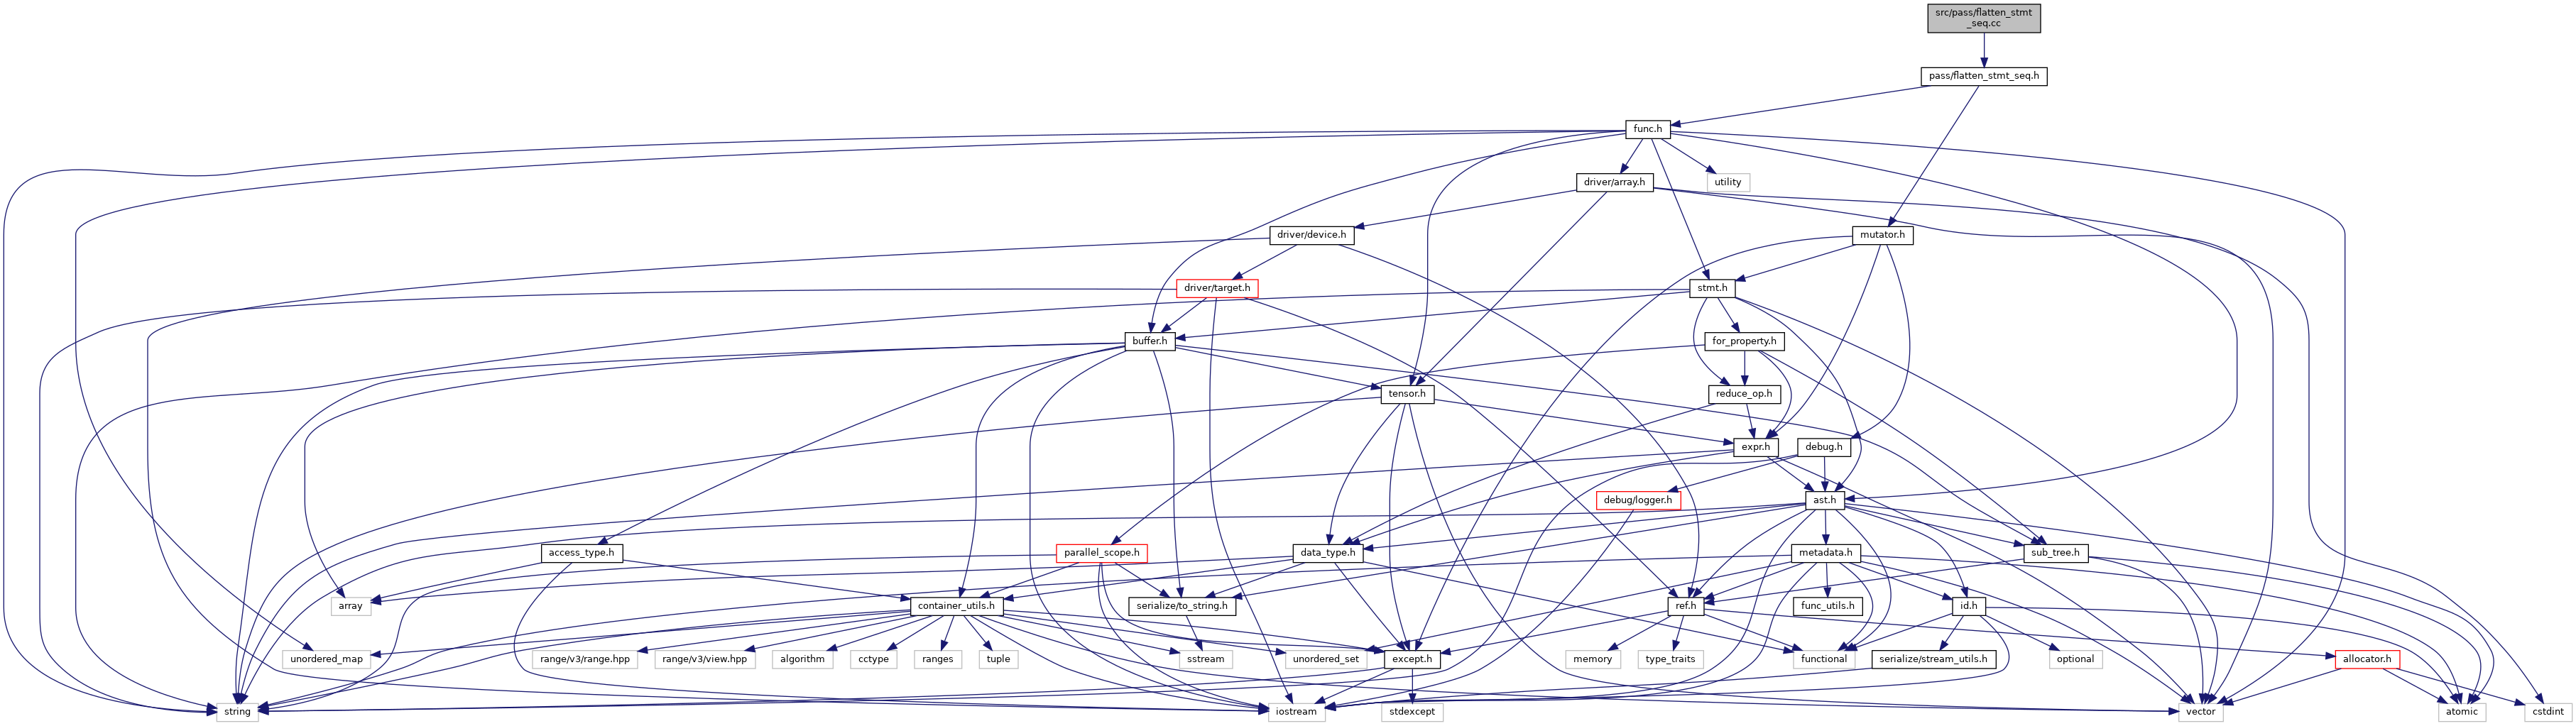 src/pass/flatten_stmt
_seq.cc
pass/flatten_stmt_seq.h
func.h
driver/array.h
utility
driver/device.h
mutator.h
driver/target.h
stmt.h
buffer.h
for_property.h
tensor.h
reduce_op.h
expr.h
debug.h
debug/logger.h
ast.h
access_type.h
parallel_scope.h
data_type.h
metadata.h
sub_tree.h
array
container_utils.h
serialize/to_string.h
ref.h
func_utils.h
id.h
unordered_map
range/v3/range.hpp
range/v3/view.hpp
algorithm
cctype
ranges
tuple
sstream
unordered_set
except.h
memory
type_traits
functional
serialize/stream_utils.h
optional
allocator.h
string
iostream
stdexcept
vector
atomic
cstdint